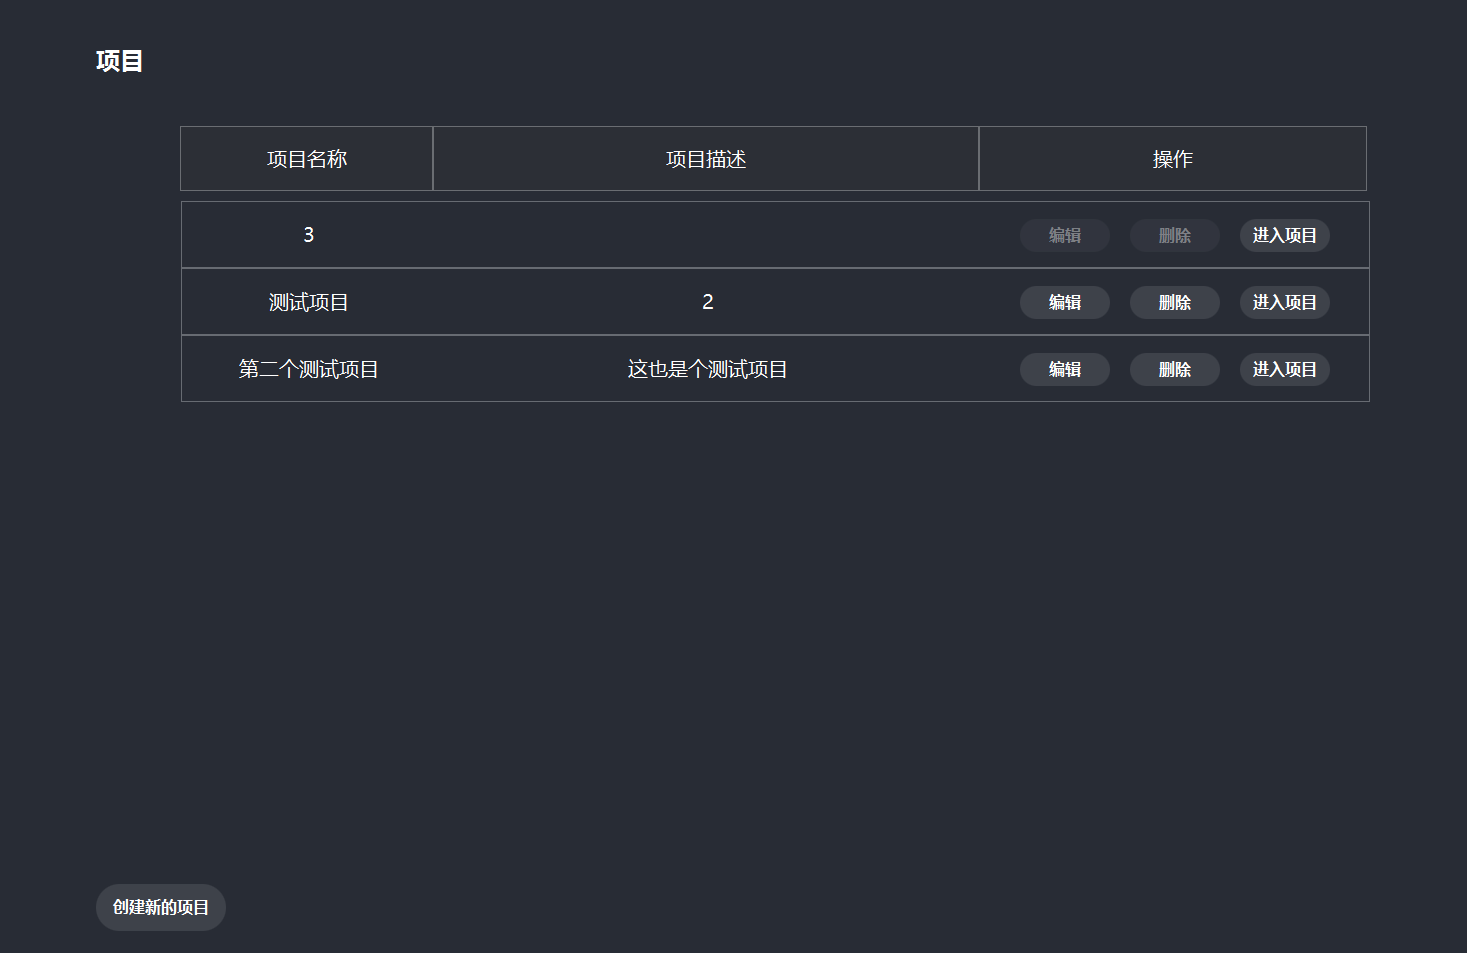 项目
项目名称 项目描述 操作
3 编辑 删除 进入项目
测试项目 2 编辑 删除 进入项目
第二个测试项目 这也是个测试项目 编辑 删除 进入项目
创建新的项目